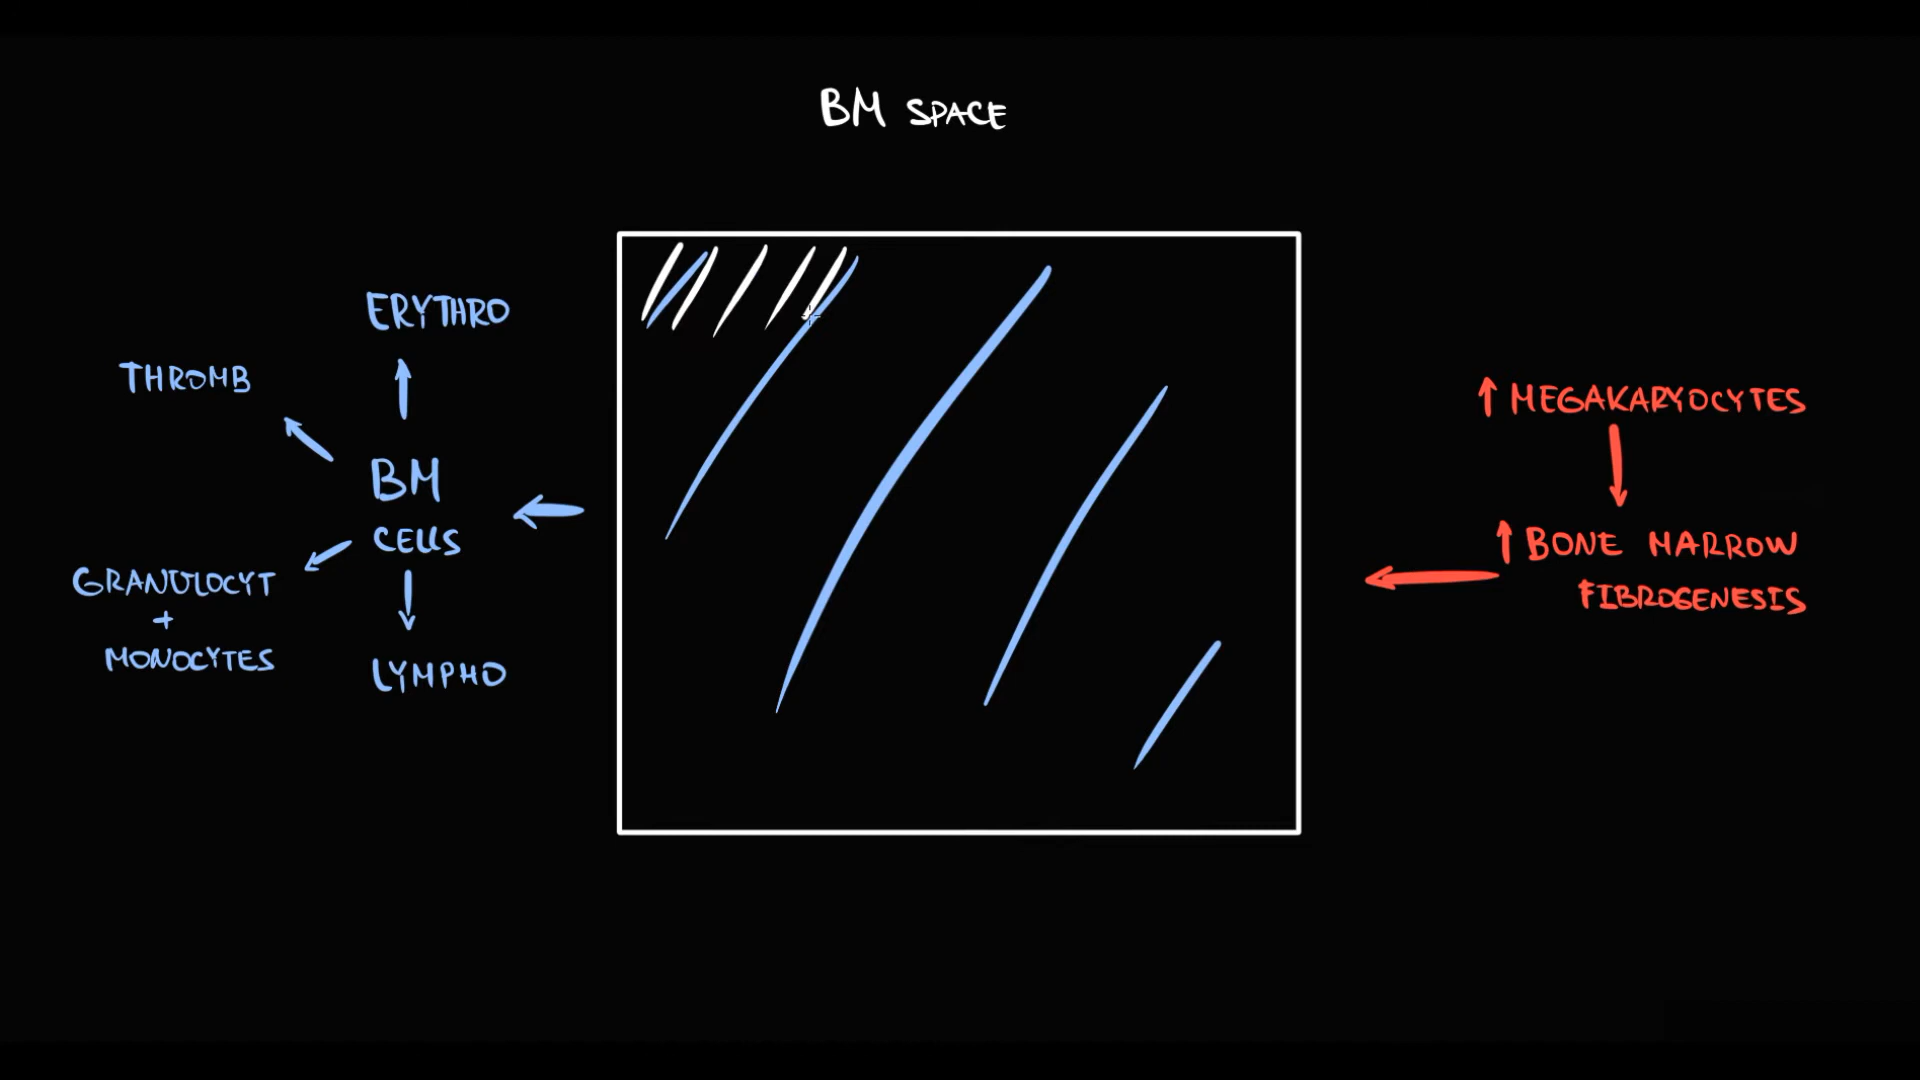 BM SPACE
ERYTHRO
THROMB
BM
CELLS
GRANULOCYT
+
MONOCYTES
LYMPHO
↑ MEGAKARYOCYTES
↑ BONE MARROW
FIBROGENESIS